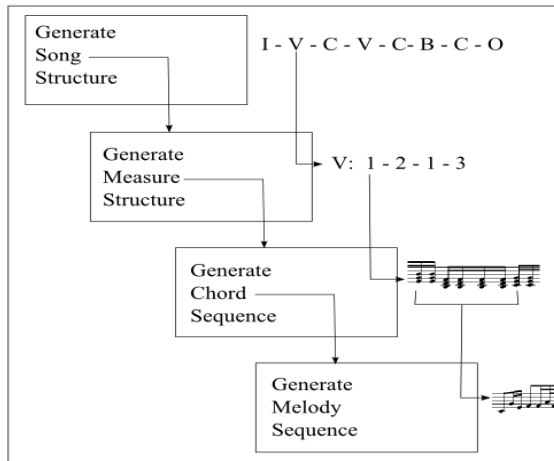 Generate
Song
Structure
I - V - C - V - C - B - C - O
Generate
Measure
Structure
V: 1 - 2 - 1 - 3
Generate
Chord
Sequence
Generate
Melody
Sequence